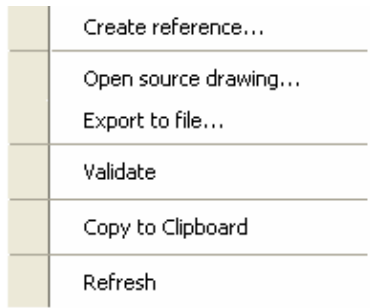 Create reference...
Open source drawing...
Export to file...
Validate
Copy to Clipboard
Refresh